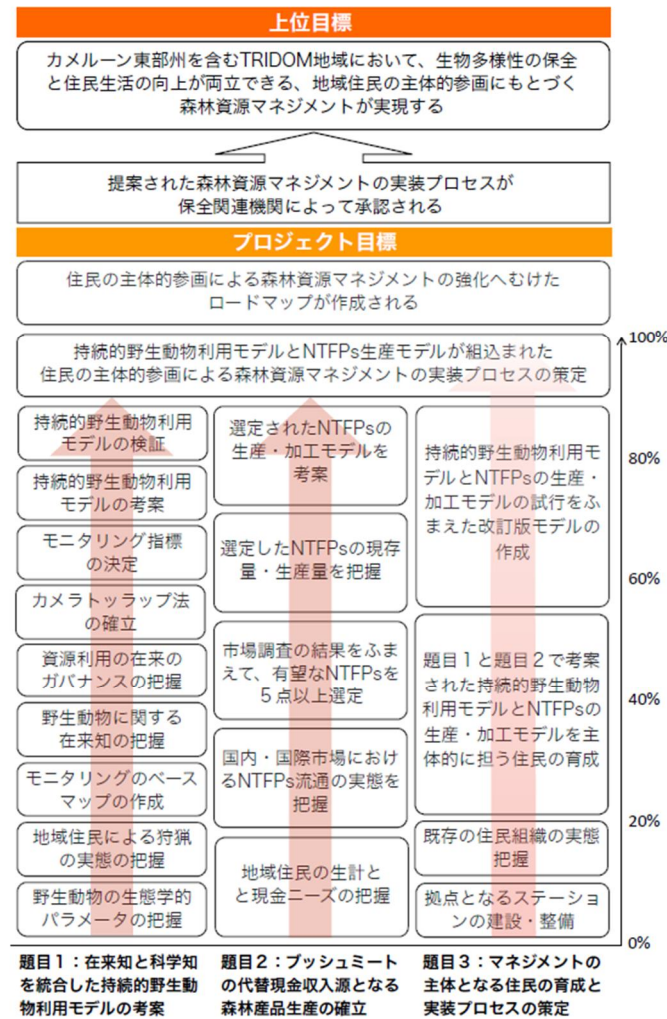 上位目標
カメルーン東部州を含むTRIDOM地域において、生物多様性の保全
と住民生活の向上が両立できる、地域住民の主体的参画にもとづく
森林資源マネジメントが実現する
提案された森林資源マネジメントの実装プロセスが
保全関連機関によって承認される
プロジェクト目標
住民の主体的参画による森林資源マネジメントの強化へむけた
ロードマップが作成される
持続的野生動物利用モデルとNTFPs生産モデルが組込まれた
住民の主体的参画による森林資源マネジメントの実装プロセスの策定
持続的野生動物利用
モデルの検証
持続的野生動物利用
モデルの考案
モニタリング指標
の決定
カメラトッラップ法
の確立
資源利用の在来の
ガバナンスの把握
野生動物に関する
在来知の把握
モニタリングのベース
マップの作成
地域住民による狩猟
の実態の把握
野生動物の生態学的
パラメータの把握
題目1:在来知と科学知
を統合した持続的野生動
物利用モデルの考案
選定されたNTFPsの
生産・加工モデルを
考案
選定したNTFPsの現存
量・生産量を把握
市場調査の結果をふま
えて、有望なNTFPsを
5点以上選定
国内・国際市場におけ
るNTFPs流通の実態を
把握
地域住民の生計と
と現金ニーズの把握
題目2:ブッシュミート
の代替現金収入源となる
森林産品生産の確立
持続的野生動物利用モ
デルとNTFPsの生産・
加工モデルの試行をふ
まえた改訂版モデルの
作成
題目1と題目2で考案
された持続的野生動物
利用モデルとNTFPsの
生産・加工モデルを主
体的に担う住民の育成
既存の住民組織の実態
把握
拠点となるステーショ
ンの建設・整備
題目3:マネジメントの
主体となる住民の育成と
実装プロセスの策定
100%
80%
60%
40%
20%
0%